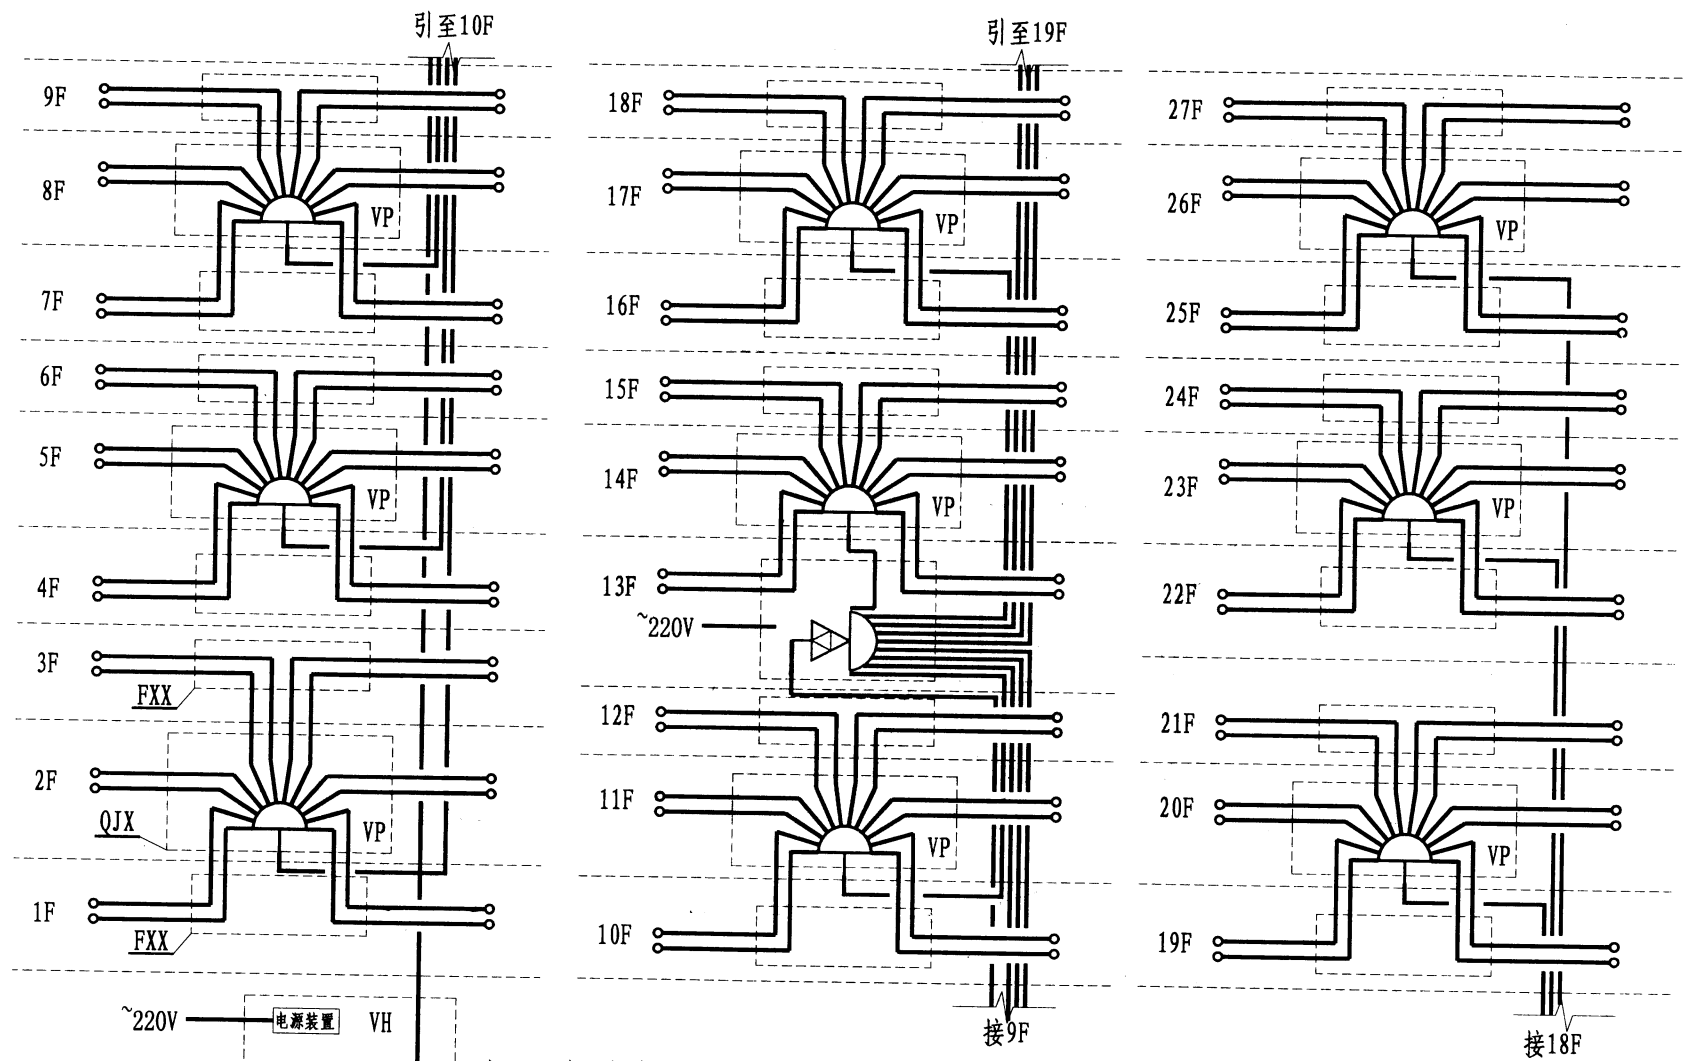 引至10F
9F
8F
VP
7F
6F
5F
VP
4F
3F
FXX
2F
QJX
VP
1F
FXX
~220V
电源装置
VH
引至19F
18F
17F
VP
16F
15F
14F
VP
13F
~220V
12F
11F
VP
10F
接9F
27F
26F
VP
25F
24F
23F
VP
22F
21F
20F
VP
19F
接18F